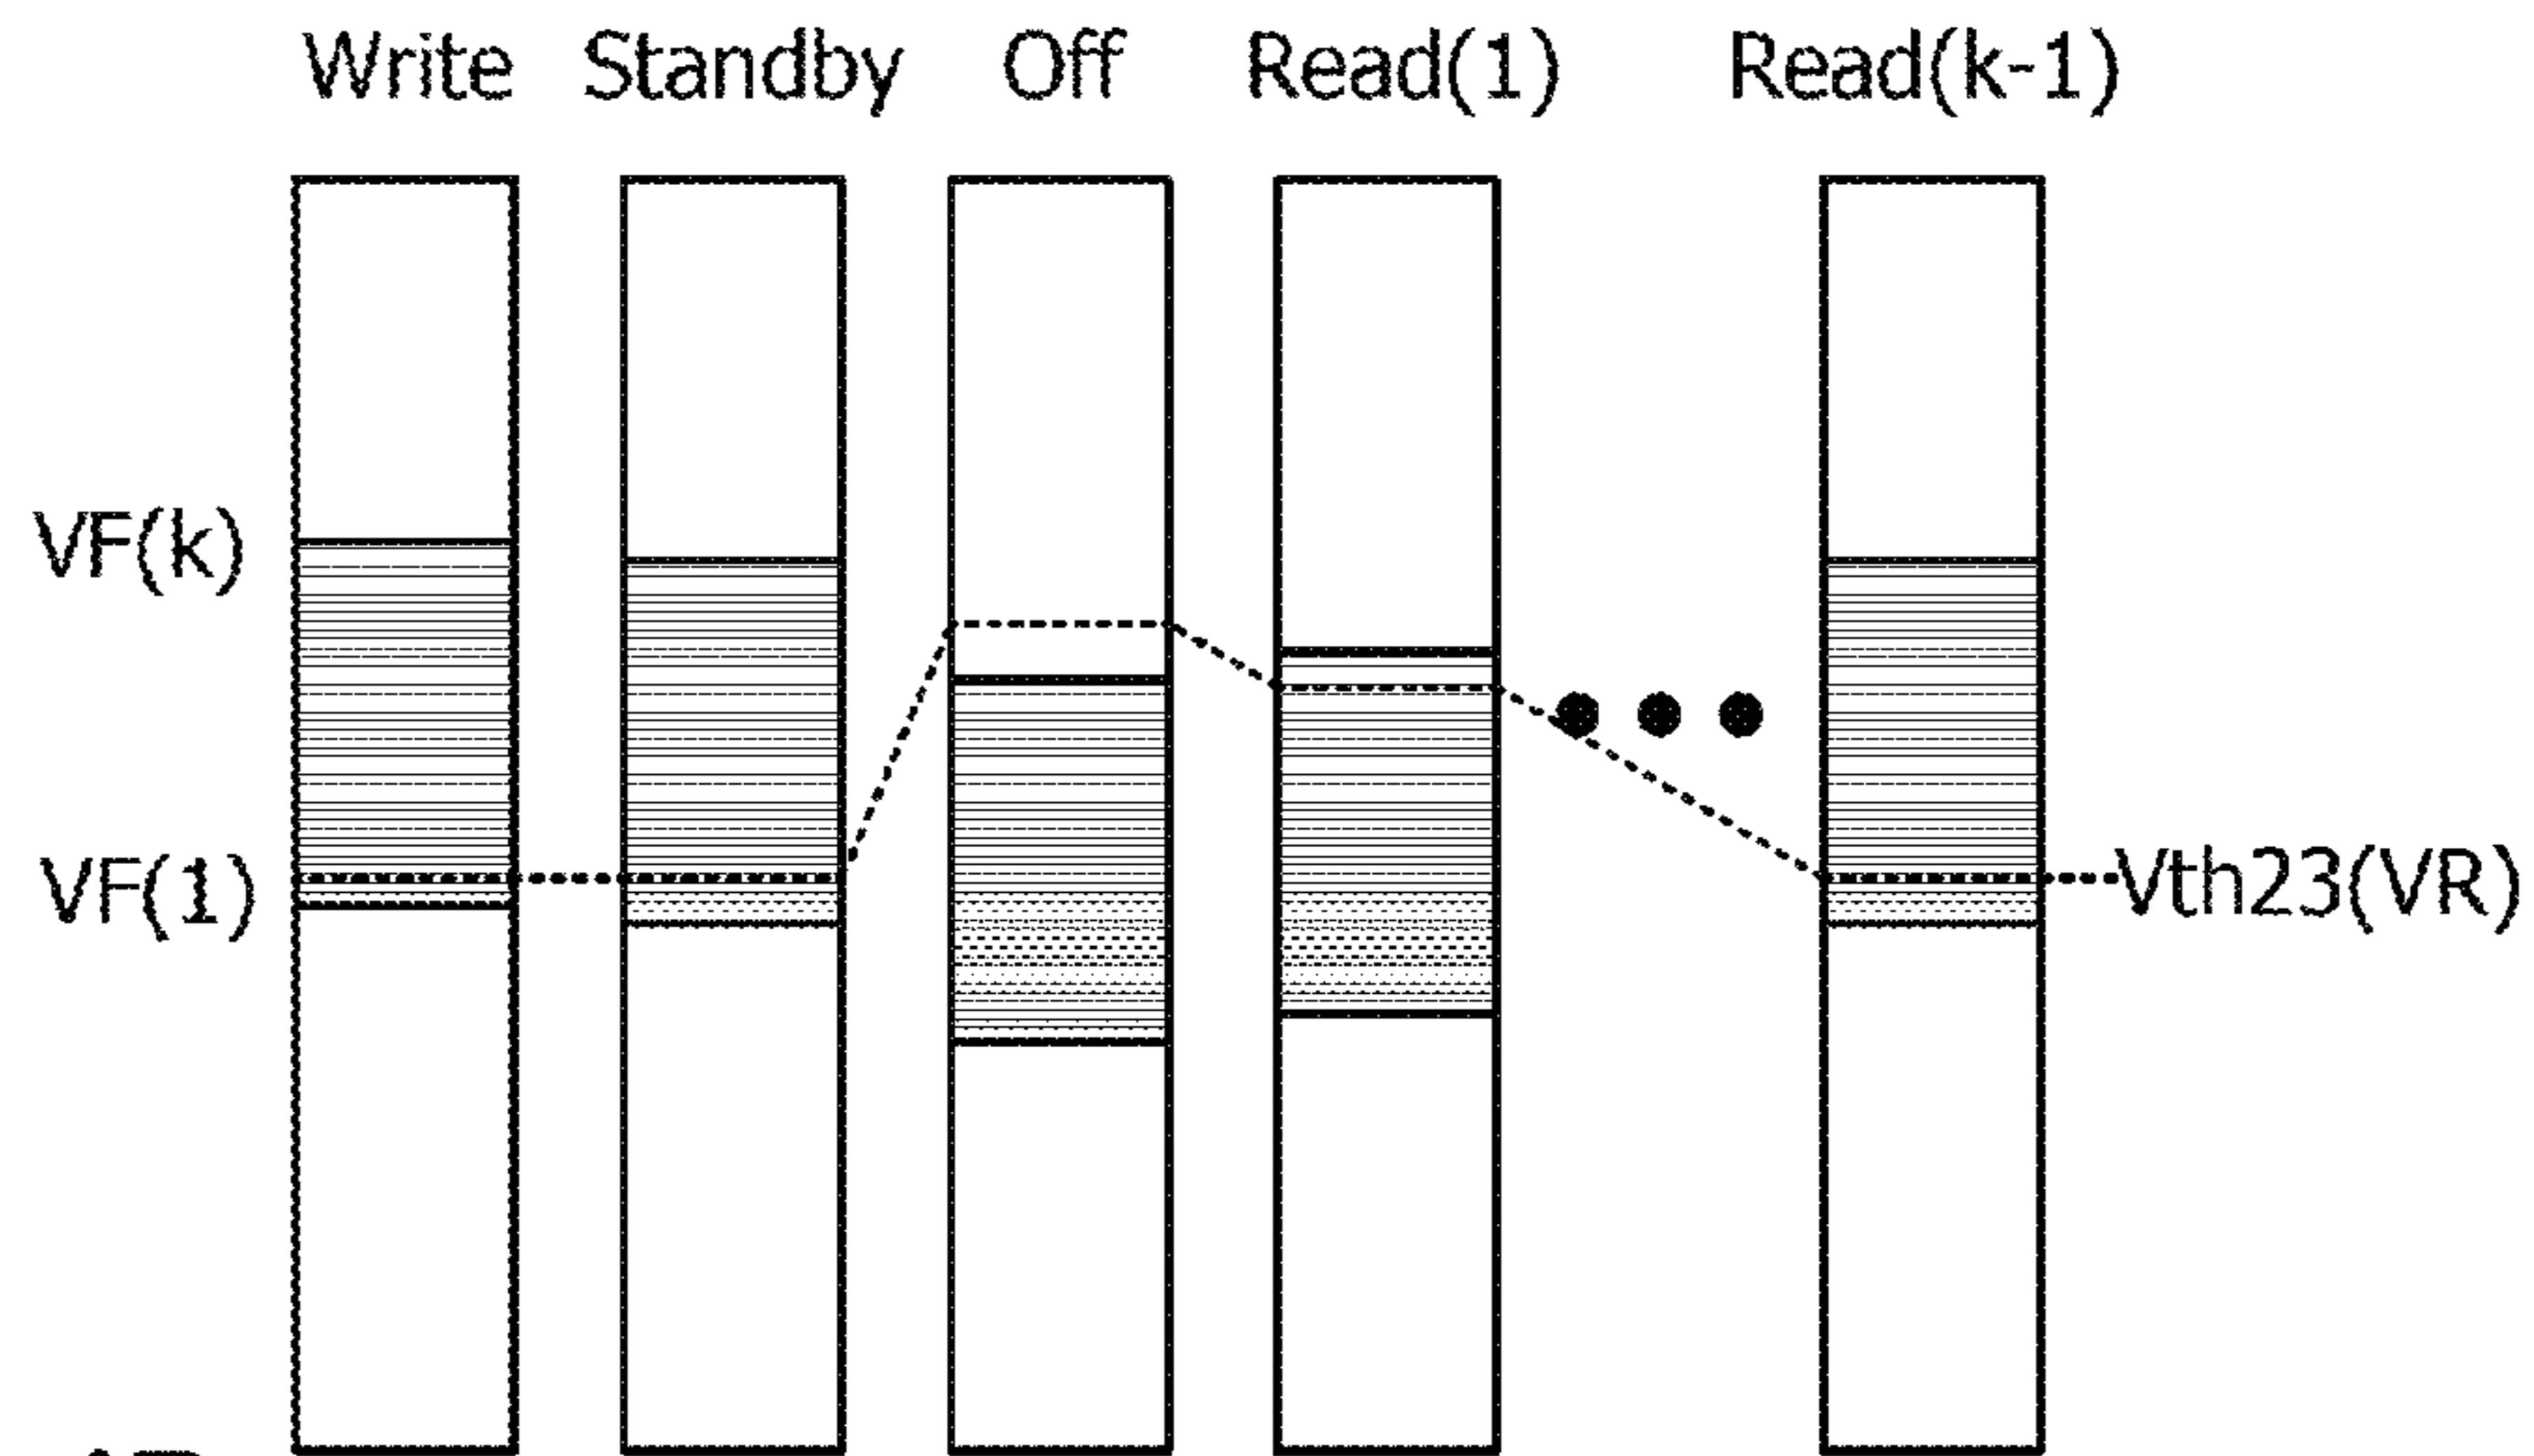 Write Standby Off Read(1) Read(k-1)
VF(k)
VF(1)
Vth23(VR)